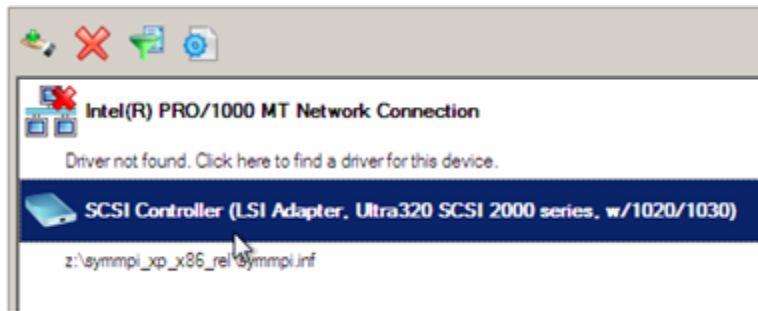 Intel(R) PRO/1000 MT Network Connection
Driver not found. Click here to find a driver for this device.
SCSI Controller (LSI Adapter, Ultra320 SCSI 2000 series, w/1020/1030)
z:\symmpi_xp_x86_rel\symmpi.inf